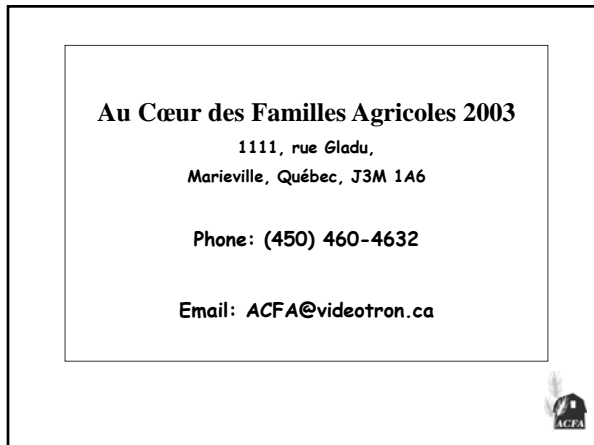 Au Cœur des Familles Agricoles 2003
1111, rue Gladu,
Marieville, Québec, J3M 1A6
Phone: (450) 460-4632
Email: ACFA@videotron.ca
ACFA